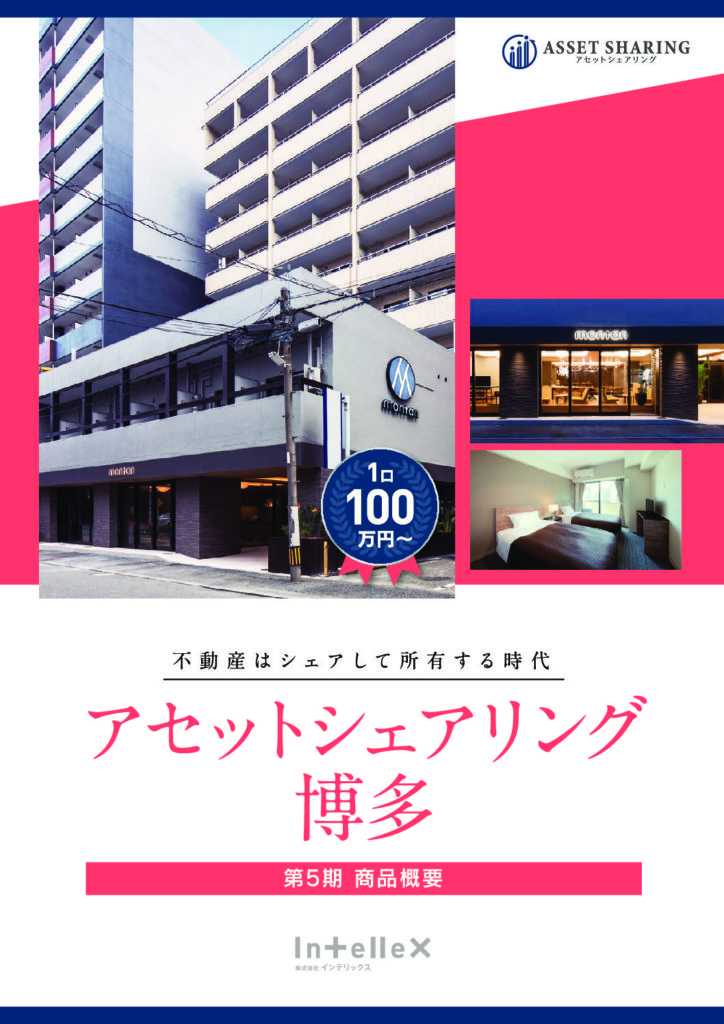 ASSET SHARING
アセットシェアリング
montan
montan
montan
1口
100
万円～
不動産はシェアして所有する時代
アセットシェアリング
博多
第5期 商品概要
Intellex
株式会社 インテリックス